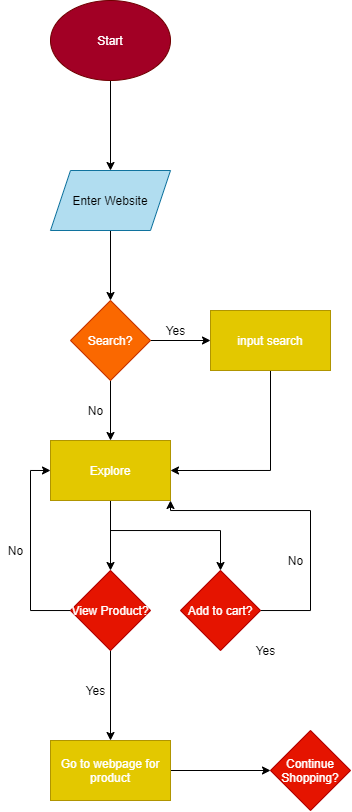 Start
Enter Website
Search?
Yes
input search
No
Explore
No
View Product?
Add to cart?
No
Yes
Yes
Go to webpage for
product
Continue
Shopping?